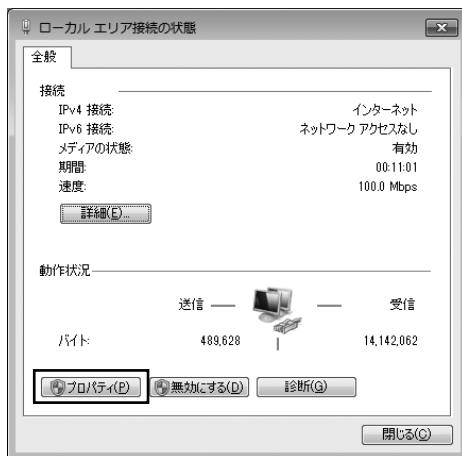 ローカル エリア接続の状態
全般
接続
IPv4 接続: インターネット
IPv6 接続: ネットワーク アクセスなし
メディアの状態: 有効
期間: 00:11:01
速度: 100.0 Mbps
詳細(E)...
動作状況
送信 受信
バイト: 489,628 14,142,062
プロパティ(P) 無効にする(D) 診断(G)
閉じる(C)